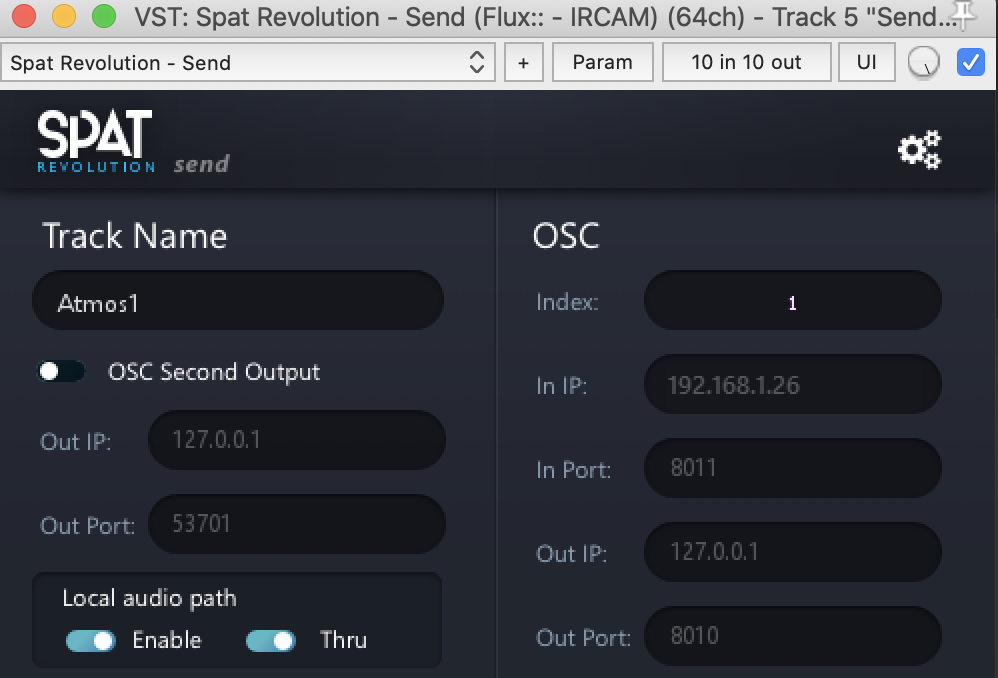 VST: Spat Revolution - Send (Flux:: - IRCAM) (64ch) - Track 5 "Send...
Spat Revolution - Send
+
Param
10 in 10 out
UI
SPAT
REVOLUTION
send
Track Name
Atmos1
OSC Second Output
Out IP:
127.0.0.1
Out Port:
53701
Local audio path
Enable
Thru
OSC
Index:
1
In IP:
192.168.1.26
In Port:
8011
Out IP:
127.0.0.1
Out Port:
8010